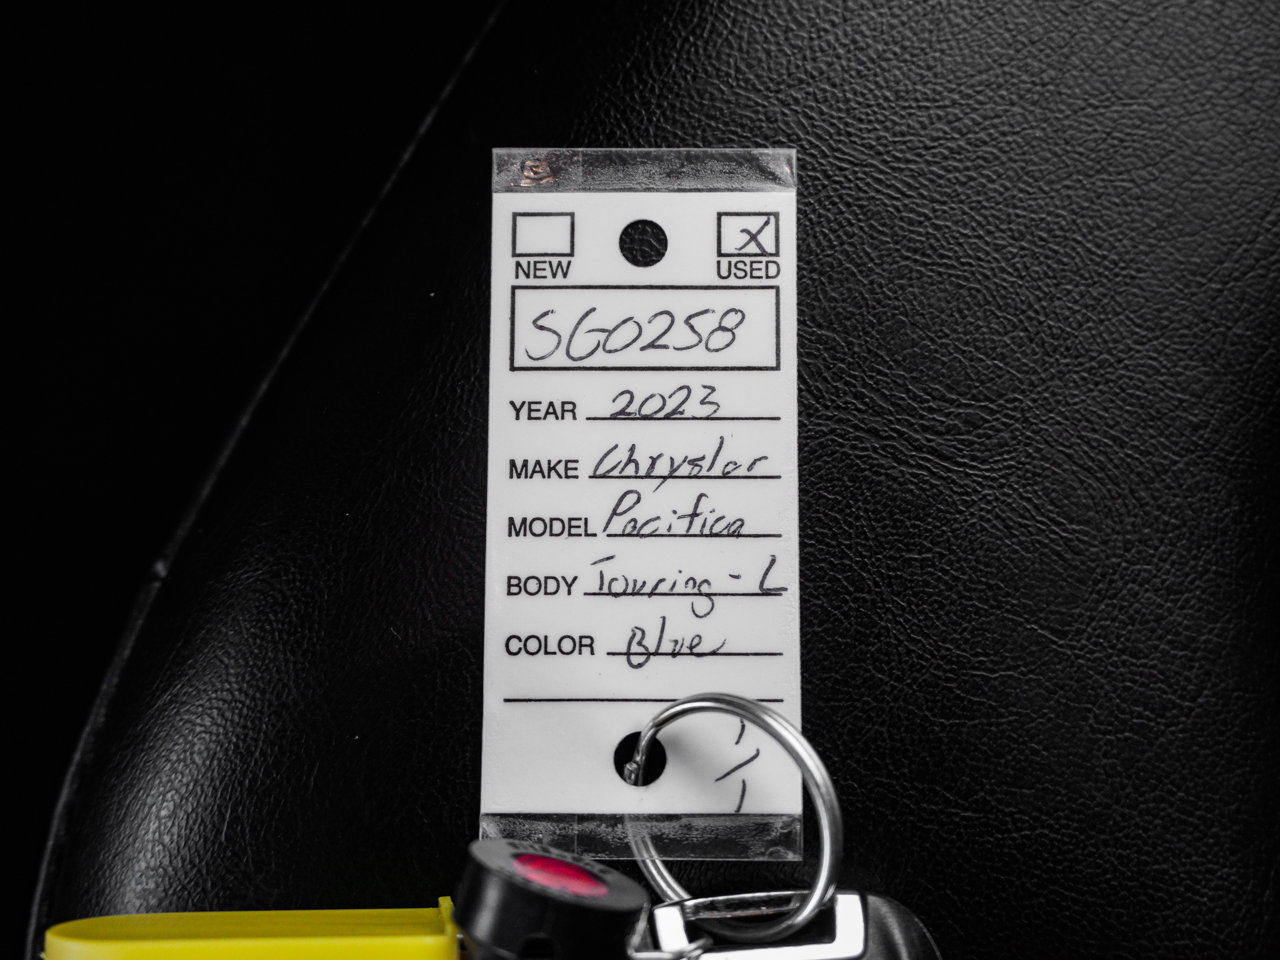 NEW X USED
SG0258
YEAR 2023
MAKE Chrysler
MODEL Pacifica
BODY Touring - L
COLOR Blue